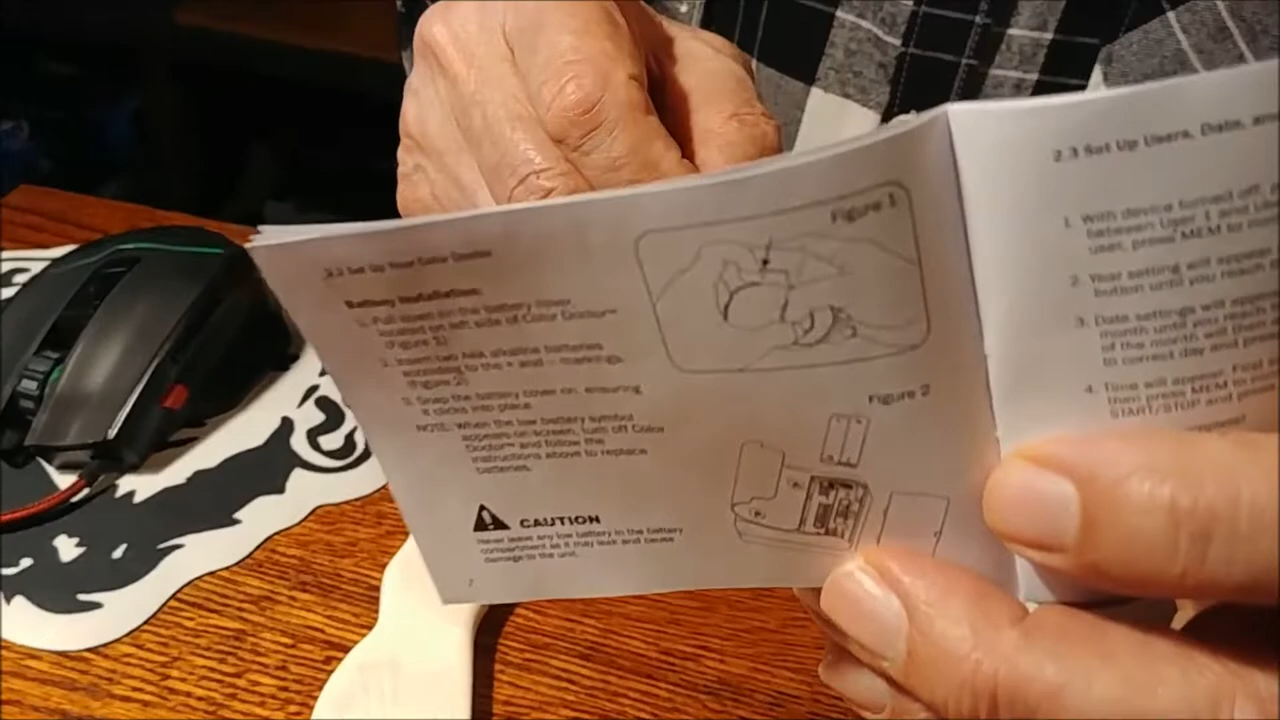 2.2 Set Up Your Color Doctor
Battery Installation:
1. Pull down on the battery cover
located on left side of Color Doctor™
(Figure 1)
2. Insert two AAA alkaline batteries
according to the + and – markings.
(Figure 2)
3. Snap the battery cover on, ensuring
it clicks into place.
NOTE: When the low battery symbol
appears on screen, turn off Color
Doctor™ and follow the
instructions above to replace
batteries.
CAUTION
Never leave any low battery in the battery
compartment as it may leak and cause
damage to the unit.
7
Figure 1
Figure 2
2.3 Set Up Users, Date, and
1. With device turned off,
between User 1 and
user, press MEM to
2. Year setting will appear
button until you reach
3. Date settings will appear
month until you reach
of the month will then
to correct day and
4. Time will appear. First
then press MEM to
START/STOP and